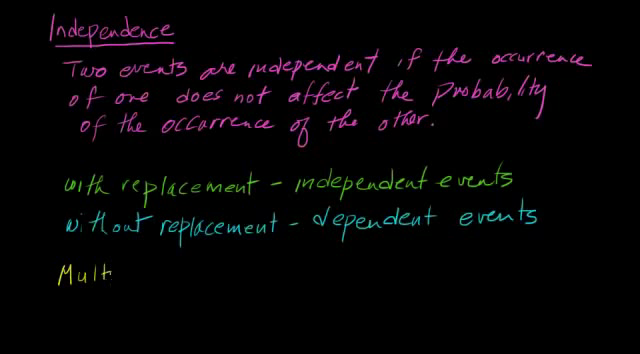 Independence
Two events are independent if the occurrence
of one does not affect the Probability
of the occurrence of the other.
with replacement - independent events
without replacement - dependent events
Mult